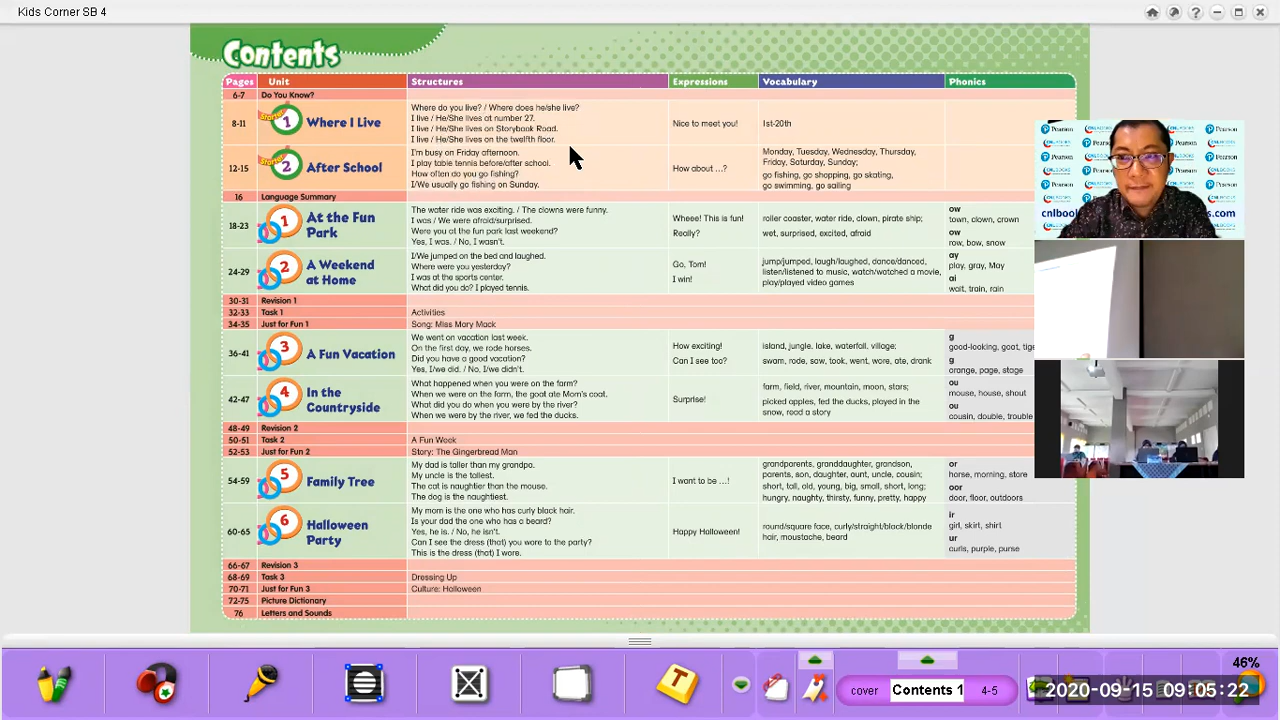 Kids Corner SB 4
Contents
Pages Unit Structures Expressions Vocabulary Phonics
6-7 Do You Know?
8-11 Starter 1 Where I Live
Where do you live? / Where does he/she live?
I live / He/She lives at number 27.
I live / He/She lives on Storybook Road.
I live / He/She lives on the twelfth floor.
Nice to meet you!
1st-20th
12-15 Starter 2 After School
I'm busy on Friday afternoon.
I play table tennis before/after school.
How often do you go fishing?
I/We usually go fishing on Sunday.
How about ...?
Monday, Tuesday, Wednesday, Thursday,
Friday, Saturday, Sunday;
go fishing, go shopping, go skating,
go swimming, go sailing
16 Language Summary
18-23 1 At the Fun
Park
The water ride was exciting. / The clowns were funny.
I was / We were afraid/surprised.
Were you at the fun park last weekend?
Yes, I was. / No, I wasn't.
Wheee! This is fun!
Really?
roller coaster, water ride, clown, pirate ship;
wet, surprised, excited, afraid
ow
town, clown, crown
ow
row, bow, snow
24-29 2 A Weekend
at Home
I/We jumped on the bed and laughed.
Where were you yesterday?
I was at the sports center.
What did you do? I played tennis.
Go, Tom!
I win!
jump/jumped, laugh/laughed, dance/danced,
listen/listened to music, watch/watched a movie,
play/played video games
ay
play, gray, May
ai
wait, train, rain
30-31 Revision 1
32-33 Task 1 Activities
34-35 Just for Fun 1 Song: Miss Mary Mack
36-41 3 A Fun Vacation
We went on vacation last week.
On the first day, we rode horses.
Did you have a good vacation?
Yes, I/we did. / No, I/we didn't.
How exciting!
Can I see too?
island, jungle, lake, waterfall, village;
swam, rode, saw, took, went, wore, ate, drank
g
good-looking, goat,
g
orange, page, stage
42-47 4 In the
Countryside
What happened when you were on the farm?
When we were on the farm, the goat ate Mom's coat.
What did you do when you were by the river?
When we were by the river, we fed the ducks.
Surprise!
farm, field, river, mountain, moon, stars;
picked apples, fed the ducks, played in the
snow, read a story
ou
mouse, house, shout
ou
cousin, double, trouble
48-49 Revision 2
50-51 Task 2 A Fun Week
52-53 Just for Fun 2 Story: The Gingerbread Man
54-59 5 Family Tree
My dad is taller than my grandpa.
My uncle is the tallest.
The cat is naughtier than the mouse.
The dog is the naughtiest.
I want to be ...!
grandparents, granddaughter, grandson,
parents, son, daughter, aunt, uncle, cousin;
short, tall, old, young, big, small, short, long;
hungry, naughty, thirsty, funny, pretty, happy
or
horse, morning, store
oor
door, floor, outdoors
60-65 6 Halloween
Party
My mom is the one who has curly black hair.
Is your dad the one who has a beard?
Yes, he is. / No, he isn't.
Can I see the dress (that) you wore to the party?
This is the dress (that) I wore.
Happy Halloween!
round/square face, curly/straight/black/blonde
hair, moustache, beard
ir
girl, skirt, shirt
ur
curls, purple, purse
66-67 Revision 3
68-69 Task 3 Dressing Up
70-71 Just for Fun 3 Culture: Halloween
72-75 Picture Dictionary
76 Letters and Sounds
Pearson
Pearson
cover Contents 1 4-5
46%
2020-09-15 09:05:22